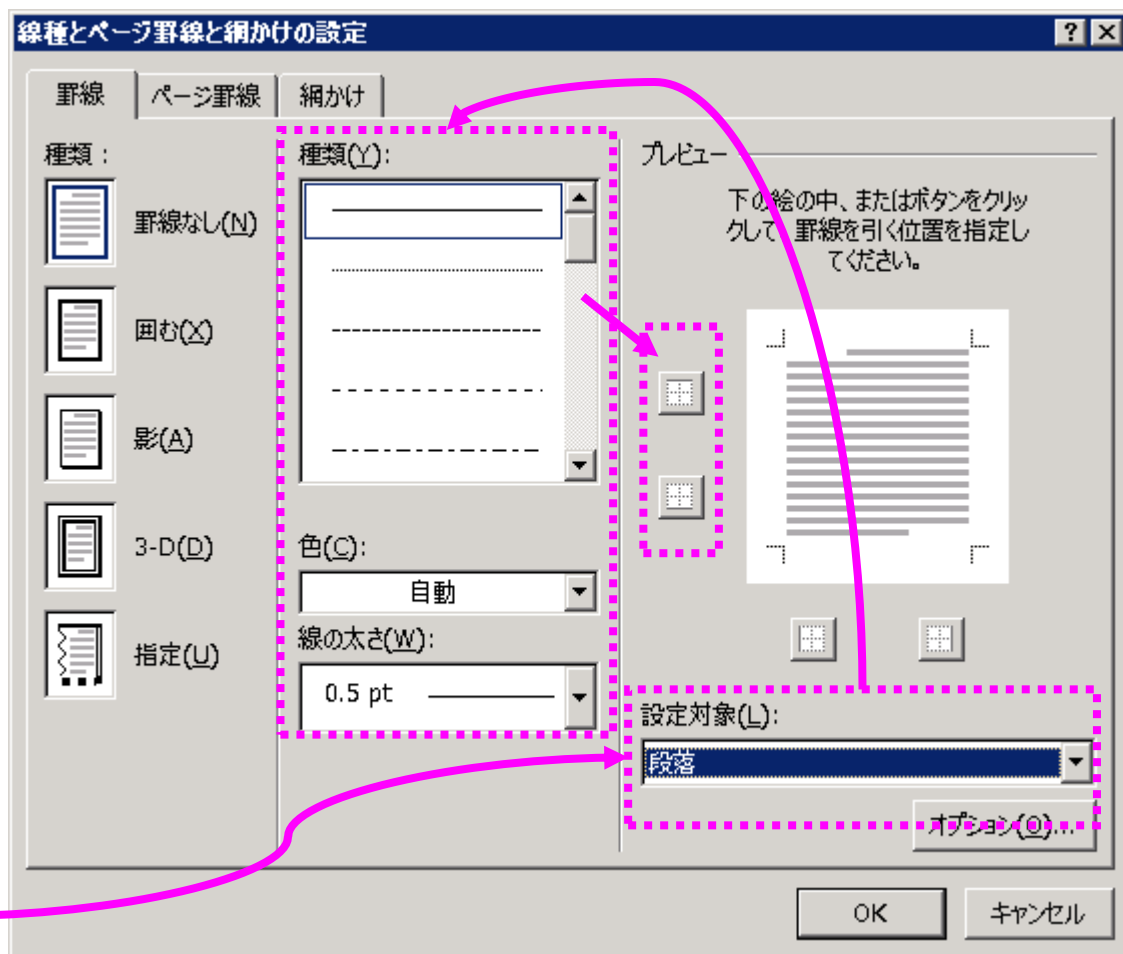 線種とページ罫線と網かけの設定
罫線
ページ罫線
網かけ
種類：
罫線なし(N)
囲む(X)
影(A)
3-D(D)
指定(U)
種類(Y):
色(C):
自動
線の太さ(W):
0.5 pt
プレビュー
下の絵の中、またはボタンをクリッ
クして、罫線を引く位置を指定し
てください。
設定対象(L):
段落
オプション(O)...
OK
キャンセル